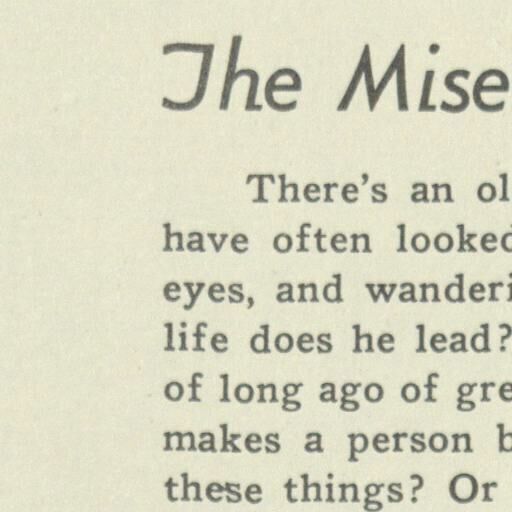 The Mise
There's an ol
have often looked
eyes, and wanderi
life does he lead?
of long ago of gre
makes a person b
these things? Or